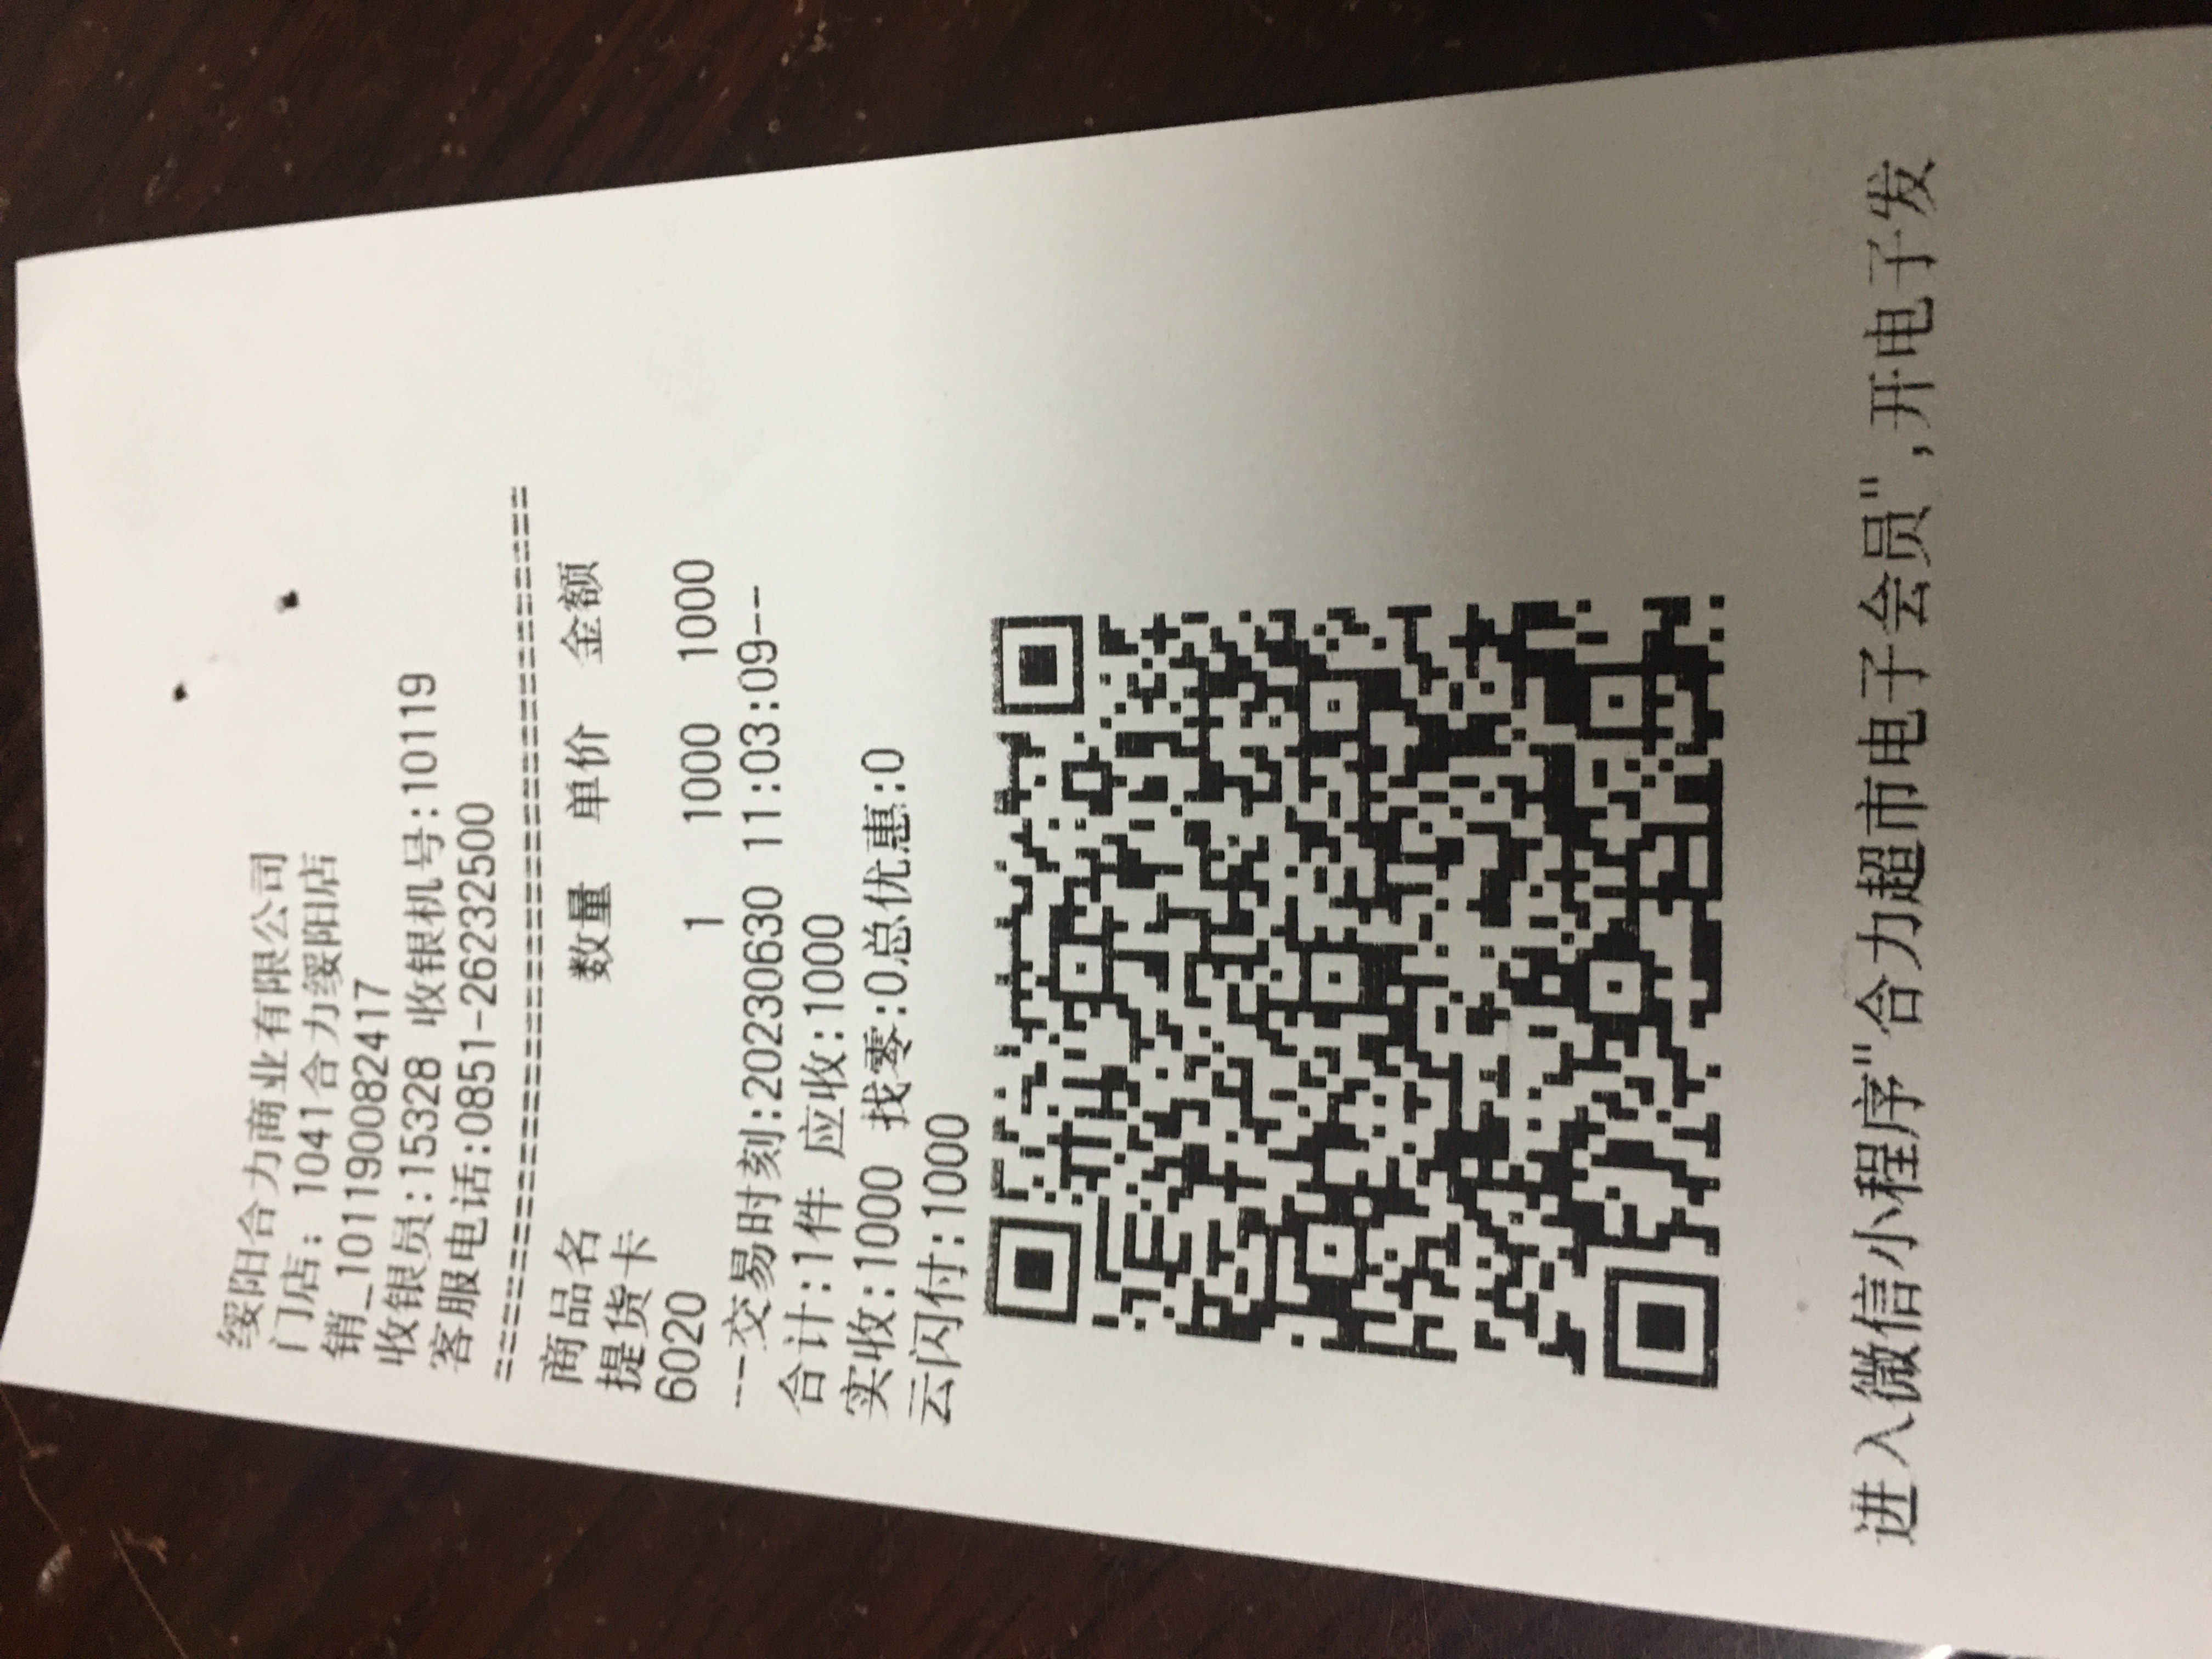 绥阳合力商业有限公司
门店: 1041合力绥阳店
销_1011900082417
收银员:15328 收银机号:10119
客服电话:0851-26232500
================================
商品名 数量 单价 金额
提货卡
6020 1 1000 1000
--交易时刻:20230630 11:03:09--
合计:1件 应收:1000
实收:1000 找零:0总优惠:0
云闪付:1000
进入微信小程序"合力超市电子会员",开电子发